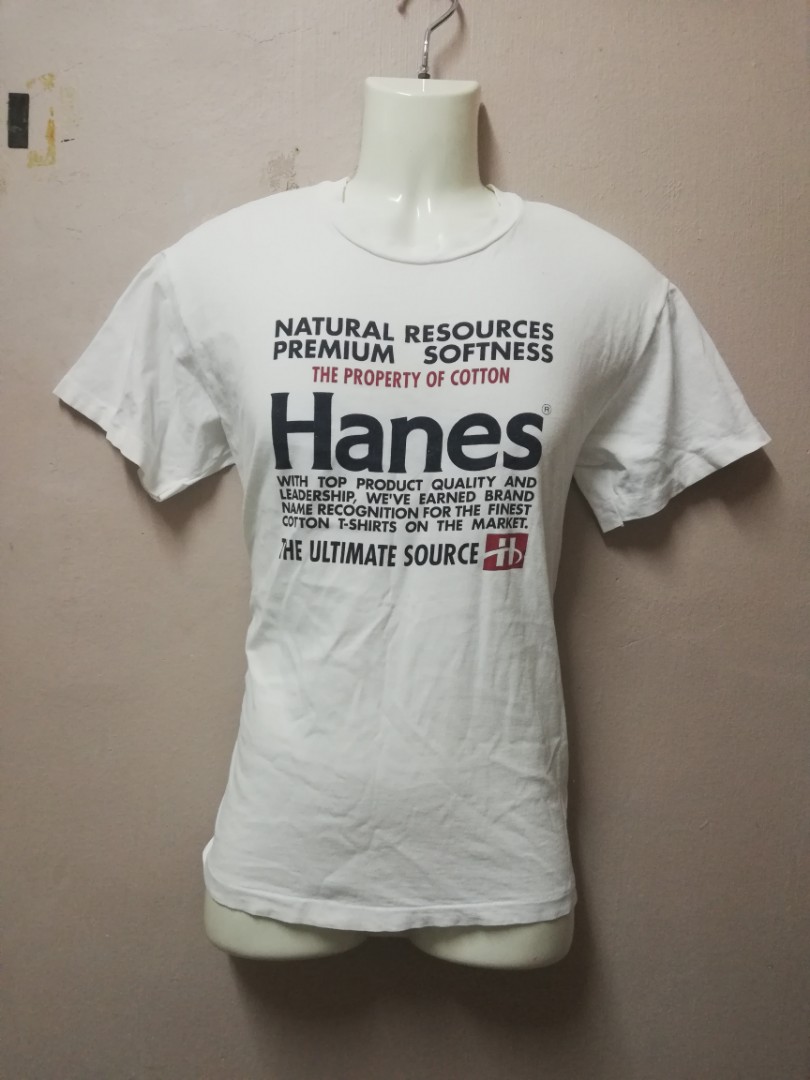 NATURAL RESOURCES
PREMIUM SOFTNESS
THE PROPERTY OF COTTON
Hanes®
WITH TOP PRODUCT QUALITY AND
LEADERSHIP, WE'VE EARNED BRAND
NAME RECOGNITION FOR THE FINEST
COTTON T-SHIRTS ON THE MARKET.
THE ULTIMATE SOURCE H